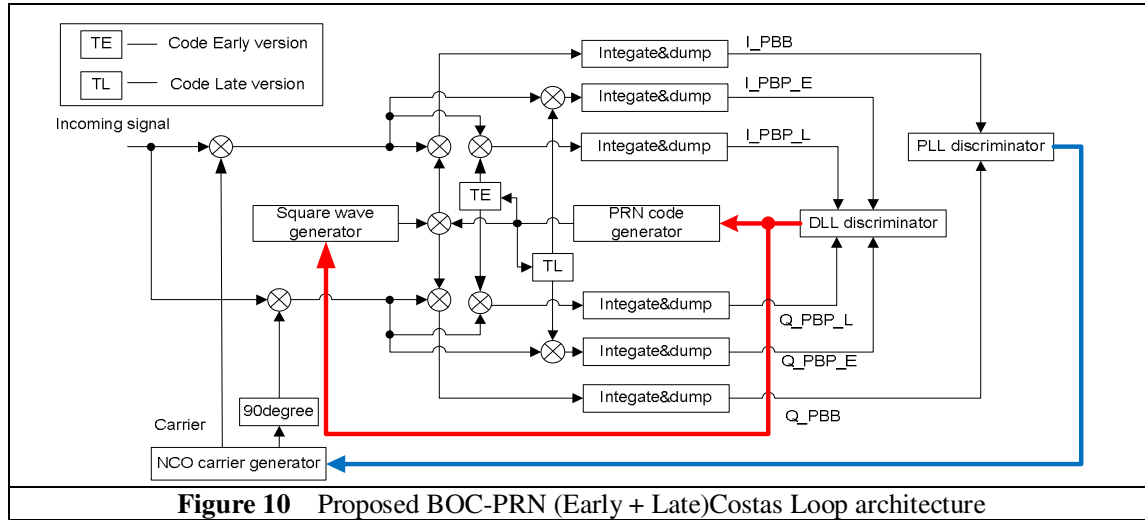 TE
Code Early version
TL
Code Late version
Incoming signal
Integate&dump
I_PBB
Integate&dump
I_PBP_E
Integate&dump
I_PBP_L
PLL discriminator
TE
Square wave
generator
PRN code
generator
DLL discriminator
TL
Integate&dump
Q_PBP_L
Integate&dump
Q_PBP_E
Integate&dump
Q_PBB
90degree
Carrier
NCO carrier generator
Figure 10 Proposed BOC-PRN (Early + Late)Costas Loop architecture